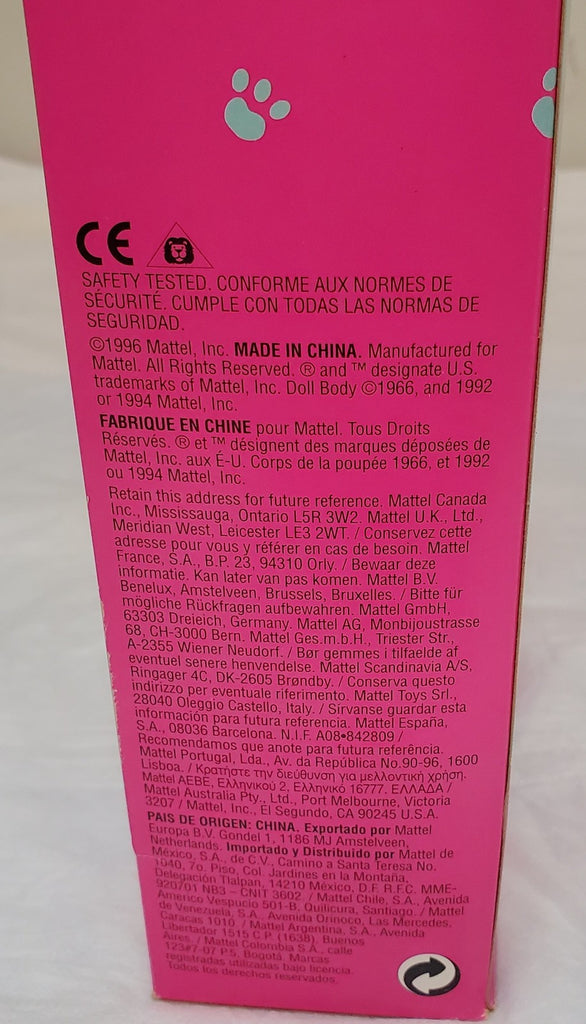 CE
SAFETY TESTED. CONFORME AUX NORMES DE
SÉCURITÉ. CUMPLE CON TODAS LAS NORMAS DE
SEGURIDAD.
©1996 Mattel, Inc. MADE IN CHINA. Manufactured for
Mattel. All Rights Reserved. ® and ™ designate U.S.
trademarks of Mattel, Inc. Doll Body ©1966, and 1992
or 1994 Mattel, Inc.
FABRIQUE EN CHINE pour Mattel. Tous Droits
Réservés. ® et ™ désignent des marques déposées de
Mattel, Inc. aux É-U. Corps de la poupée 1966, et 1992
ou 1994 Mattel, Inc.
Retain this address for future reference. Mattel Canada
Inc., Mississauga, Ontario L5R 3W2. Mattel U.K., Ltd.,
Meridian West, Leicester LE3 2WT. / Conservez cette
adresse pour vous y référer en cas de besoin. Mattel
France, S.A., B.P. 23, 94310 Orly. / Bewaar deze
informatie. Kan later van pas komen. Mattel B.V.
Benelux, Amstelveen, Brussels, Bruxelles. / Bitte für
mögliche Rückfragen aufbewahren. Mattel GmbH,
63303 Dreieich, Germany. Mattel AG, Monbijoustrasse
68, CH-3000 Bern. Mattel Ges.m.b.H., Triester Str.,
A-2355 Wiener Neudorf. / Bør gemmes i tilfælde af
eventuel senere henvendelse. Mattel Scandinavia A/S,
Ringager 4C, DK-2605 Brøndby. / Conserva questo
indirizzo per eventuale riferimento. Mattel Toys Srl.,
28040 Oleggio Castello, Italy. / Sírvanse guardar esta
información para futura referencia. Mattel España,
S.A., 08036 Barcelona. N.I.F. A08•842809 /
Recomendamos que anote para futura referência.
Mattel Portugal, Lda., Av. da República No.90-96, 1600
Lisboa. / Κρατήστε την διεύθυνση για μελλοντική χρήση.
Mattel AEBE, Ελληνικού 2, Ελληνικό 16777. ΕΛΛΑΔΑ /
Mattel Australia Pty., Ltd., Port Melbourne, Victoria
3207 / Mattel, Inc., El Segundo, CA 90245 U.S.A.
PAIS DE ORIGEN: CHINA. Exportado por Mattel
Europa B.V. Gondel 1, 1186 MJ Amstelveen,
Netherlands. Importado y Distribuido por Mattel de
México, S.A., de C.V., Camino a Santa Teresa No.
1040, 7o. Piso, Col. Jardines en la Montaña,
Delegación Tlalpan, 14210 México, D.F. R.F.C. MME-
920701 NB3 - CNIT 3602. / Mattel Chile, S.A., Avenida
Americo Vespucio 501-B, Quilicura, Santiago. / Mattel
de Venezuela, S.A., Avenida Orinoco, Las Mercedes,
Caracas 1010. / Mattel Argentina, S.A., Avenida
Libertador 1515 C.P. (1638), Buenos
Aires. / Mattel Colombia S.A., calle
123#7-07 P.5, Bogotá. Marcas
registradas utilizadas bajo licencia.
Todos los derechos reservados.